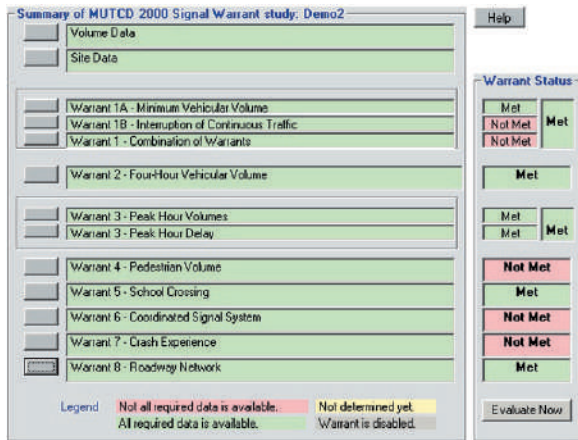 Summary of MUTCD 2000 Signal Warrant study: Demo2
Help
Volume Data
Site Data
Warrant Status
Warrant 1A - Minimum Vehicular Volume
Met
Warrant 1B - Interruption of Continuous Traffic
Not Met
Met
Warrant 1 - Combination of Warrants
Not Met
Warrant 2 - Four-Hour Vehicular Volume
Met
Warrant 3 - Peak Hour Volumes
Met
Warrant 3 - Peak Hour Delay
Met
Met
Warrant 4 - Pedestrian Volume
Not Met
Warrant 5 - School Crossing
Met
Warrant 6 - Coordinated Signal System
Not Met
Warrant 7 - Crash Experience
Not Met
Warrant 8 - Roadway Network
Met
Legend
Not all required data is available.
Not determined yet.
All required data is available.
Warrant is disabled.
Evaluate Now